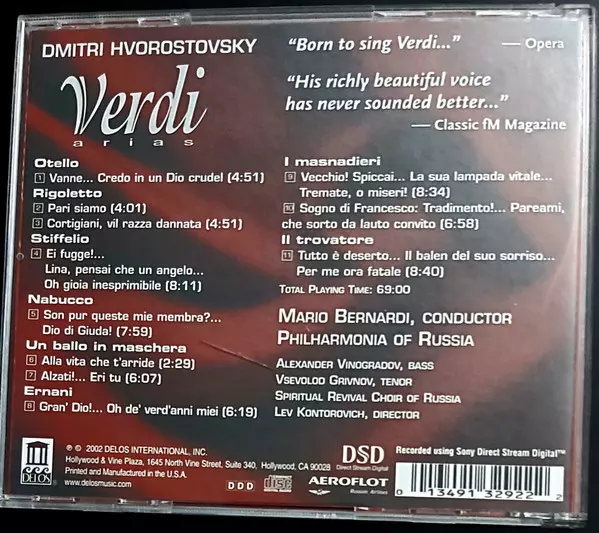 DMITRI HVOROSTOVSKY
Verdi
arias
"Born to sing Verdi..." — Opera
"His richly beautiful voice
has never sounded better..."
— Classic fM Magazine
Otello
1 Vanne... Credo in un Dio crudel (4:51)
Rigoletto
2 Pari siamo (4:01)
3 Cortigiani, vil razza dannata (4:51)
Stiffelio
4 Ei fugge!...
Lina, pensai che un angelo...
Oh gioia inesprimibile (8:11)
Nabucco
5 Son pur queste mie membra?...
Dio di Giuda! (7:59)
Un ballo in maschera
6 Alla vita che t'arride (2:29)
7 Alzati!... Eri tu (6:07)
Ernani
8 Gran' Dio!... Oh de' verd'anni miei (6:19)
I masnadieri
9 Vecchio! Spiccai... La sua lampada vitale...
Tremate, o miseri! (8:34)
10 Sogno di Francesco: Tradimento!... Pareami,
che sorto da lauto convito (6:58)
Il trovatore
11 Tutto è deserto... Il balen del suo sorriso...
Per me ora fatale (8:40)
Total Playing Time: 69:00
Mario Bernardi, conductor
Philharmonia of Russia
Alexander Vinogradov, bass
Vsevolod Grivnov, tenor
Spiritual Revival Choir of Russia
Lev Kontorovich, director
DELOS
℗ © 2002 DELOS INTERNATIONAL, INC.
Hollywood & Vine Plaza, 1645 North Vine Street, Suite 340, Hollywood, CA 90028
Printed and Manufactured in the U.S.A.
www.delosmusic.com
DDD
COMPACT disc DIGITAL AUDIO
DSD
Direct Stream Digital
AEROFLOT
Russian Airlines
Recorded using Sony Direct Stream Digital™
0 13491 32922 2